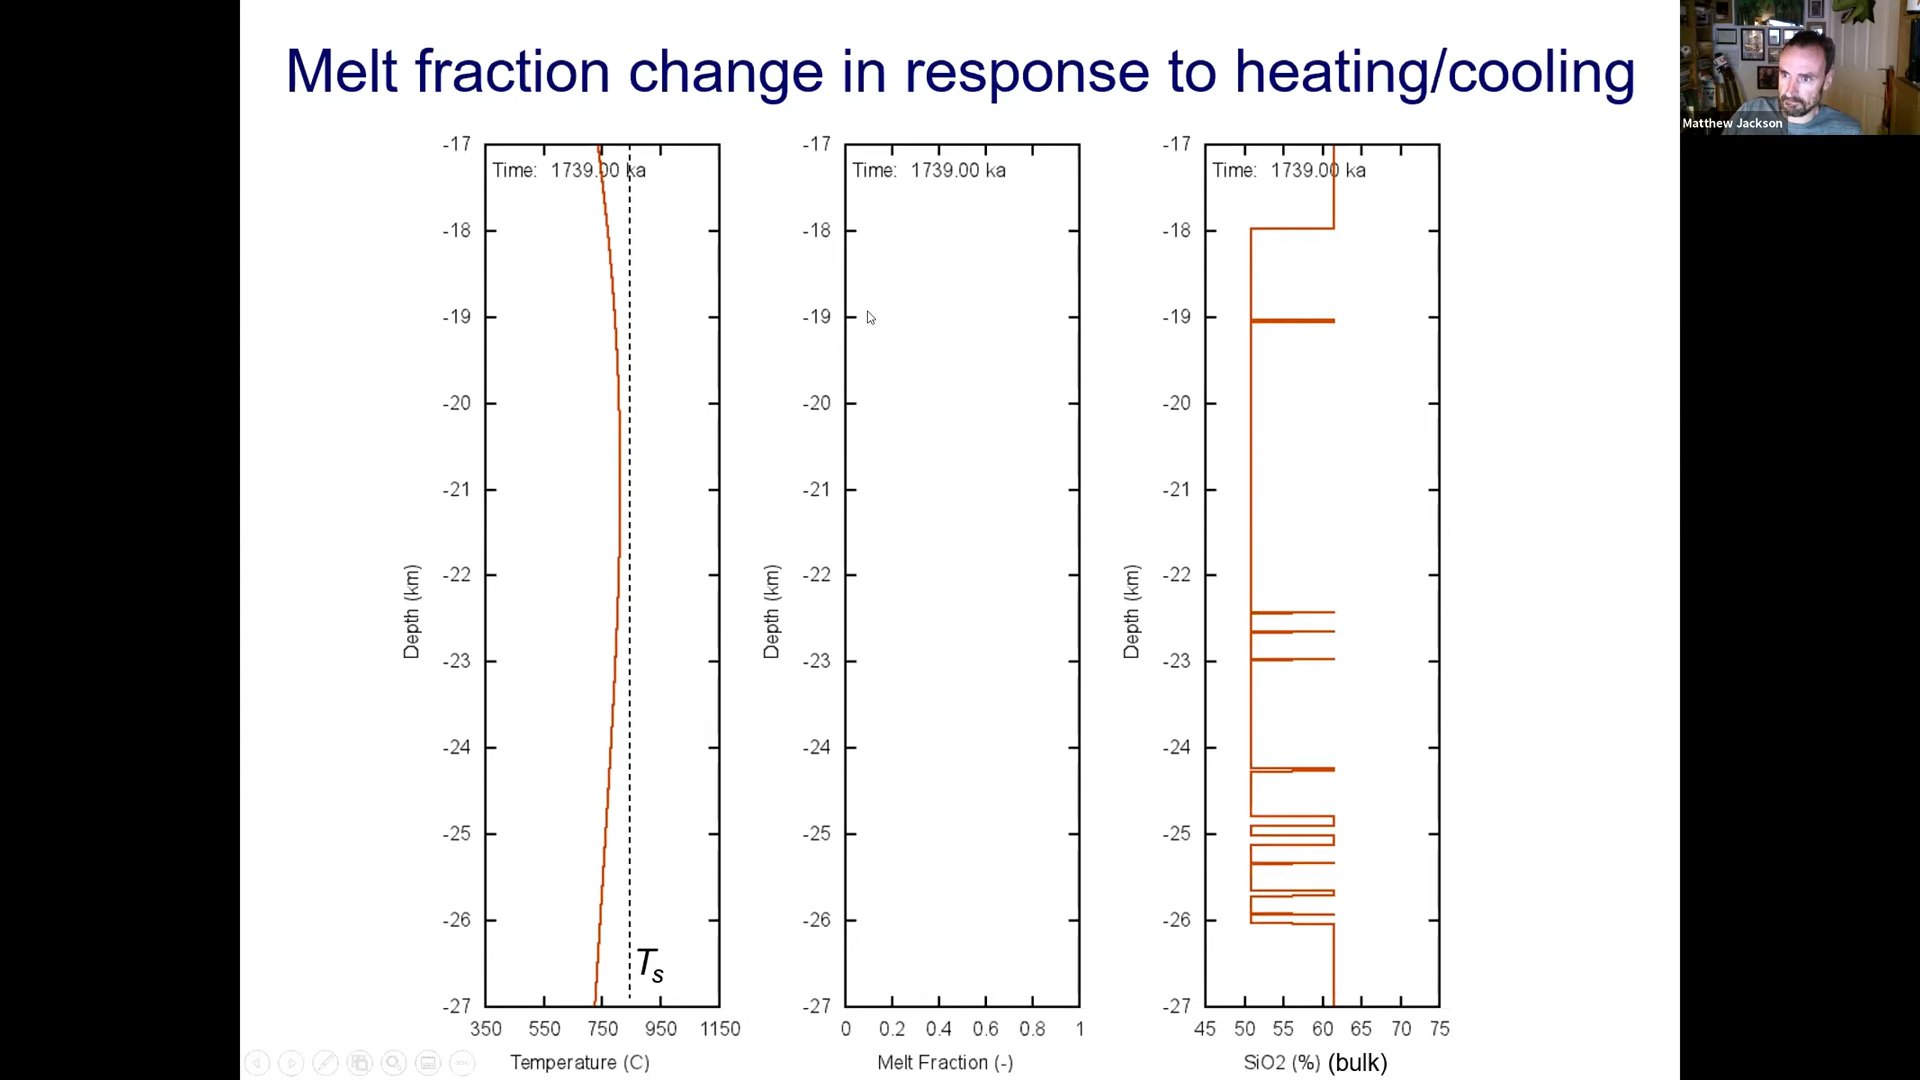 Melt fraction change in response to heating/cooling
Matthew Jackson
-17
-18
-19
-20
-21
-22
-23
-24
-25
-26
-27
Depth (km)
Time: 1739.00 ka
Ts
350 550 750 950 1150
Temperature (C)
-17
-18
-19
-20
-21
-22
-23
-24
-25
-26
-27
Depth (km)
Time: 1739.00 ka
0 0.2 0.4 0.6 0.8 1
Melt Fraction (-)
-17
-18
-19
-20
-21
-22
-23
-24
-25
-26
-27
Depth (km)
Time: 1739.00 ka
45 50 55 60 65 70 75
SiO2 (%) (bulk)